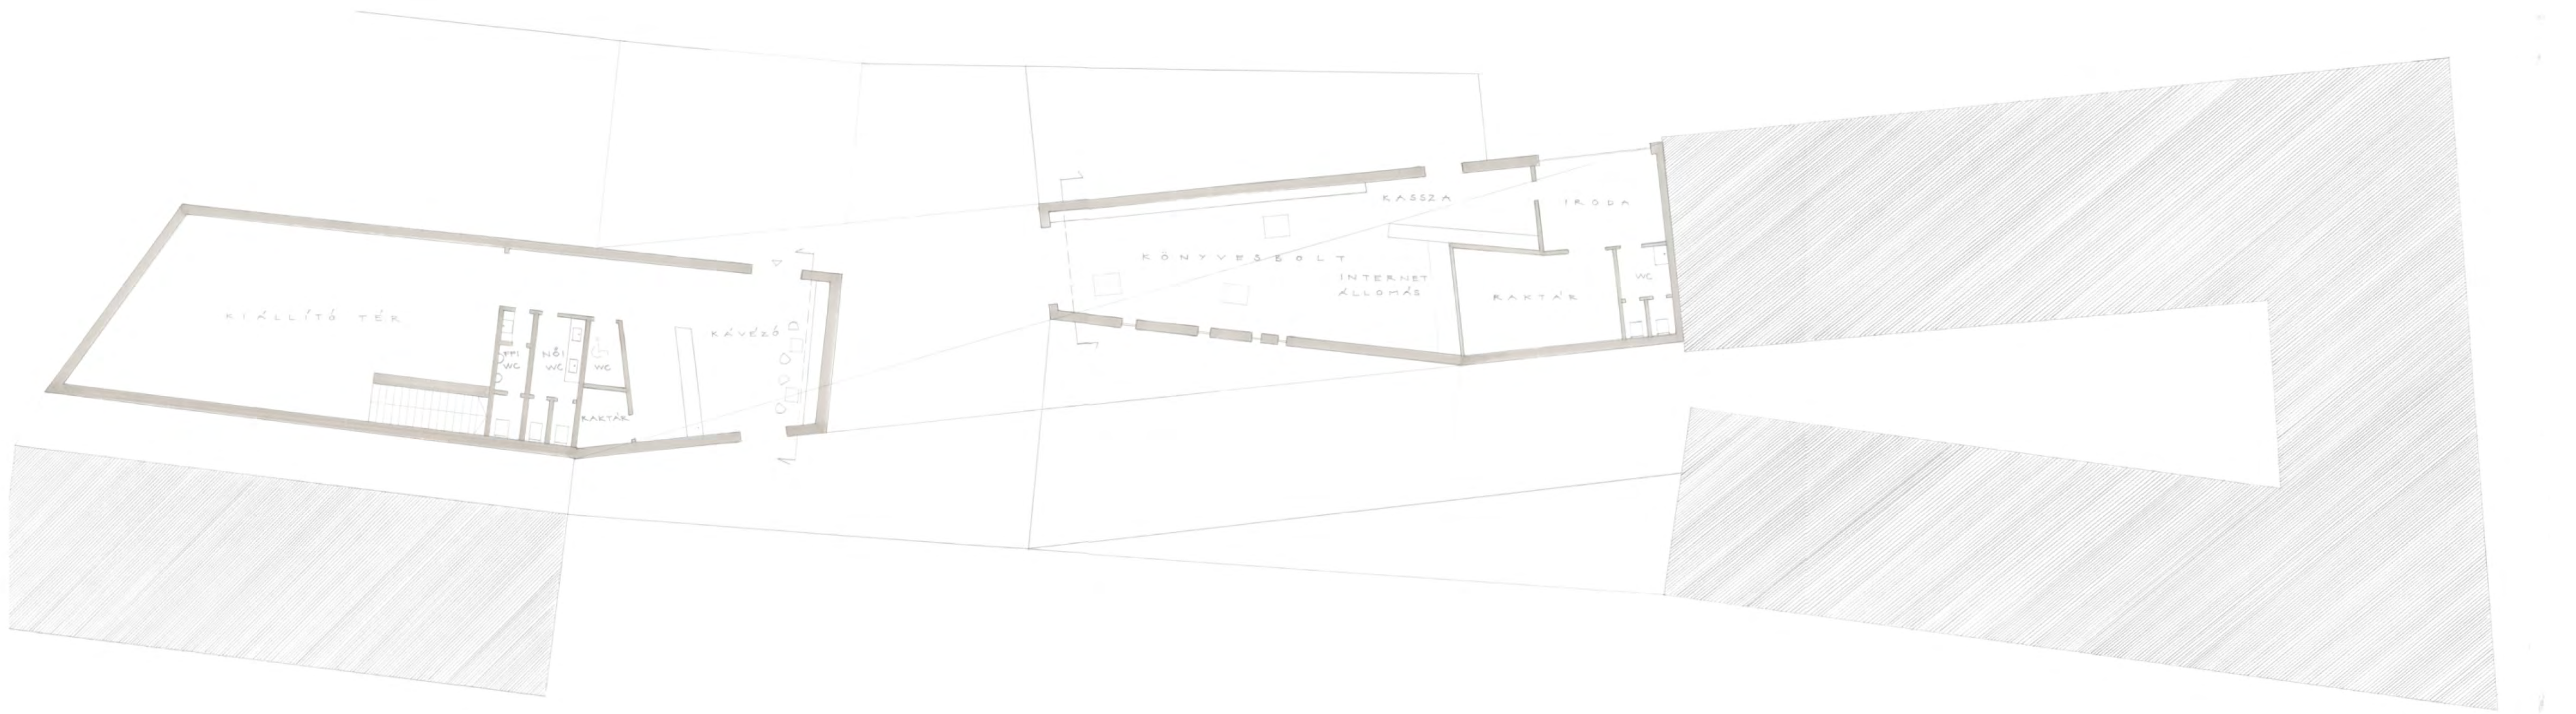 KIÁLLÍTÓ TÉR
FFI
WC
NŐI
WC
WC
RAKTÁR
KÁVÉZÓ
KÖNYVESBOLT
INTERNET
ÁLLOMÁS
KASSZA
IRODA
RAKTÁR
WC